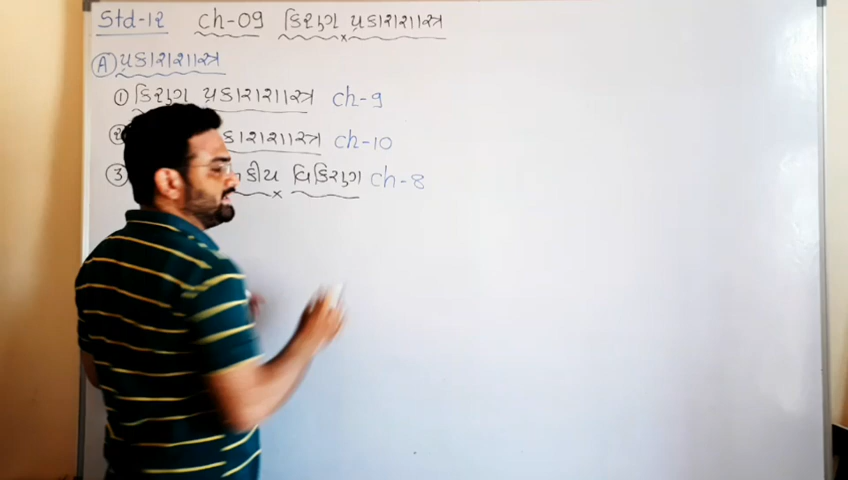 Std-12 ch-09 કિરણ પ્રકાશશાસ્ત્ર
Ⓐ પ્રકાશશાસ્ત્ર
① કિરણ પ્રકાશશાસ્ત્ર ch-9
② કાશશાસ્ત્ર ch-10
③ કીય વિકિરણ ch-8